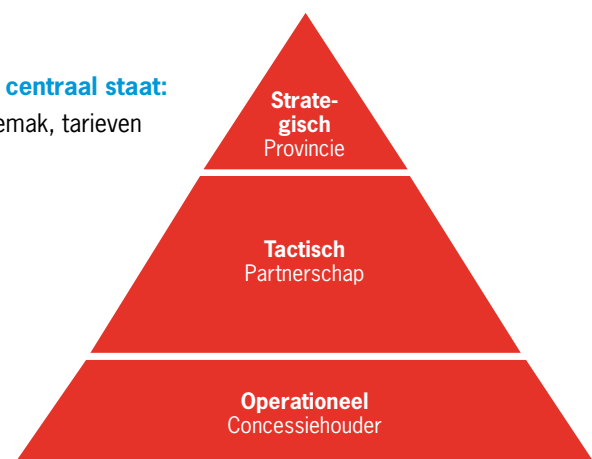 centraal staat:
emak, tarieven
Strate-
gisch
Provincie
Tactisch
Partnerschap
Operationeel
Concessiehouder